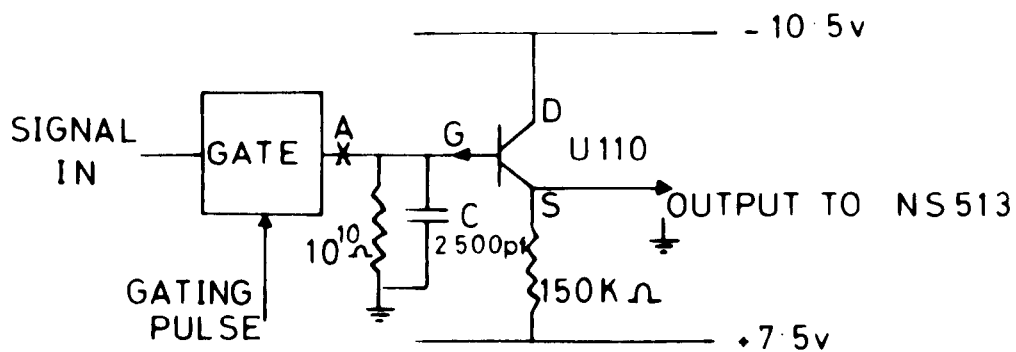 - 10·5v
SIGNAL
IN
GATE
A
G
D
U110
S
OUTPUT TO NS513
10¹⁰Ω
C
2500pf
150K Ω
GATING
PULSE
+7·5v